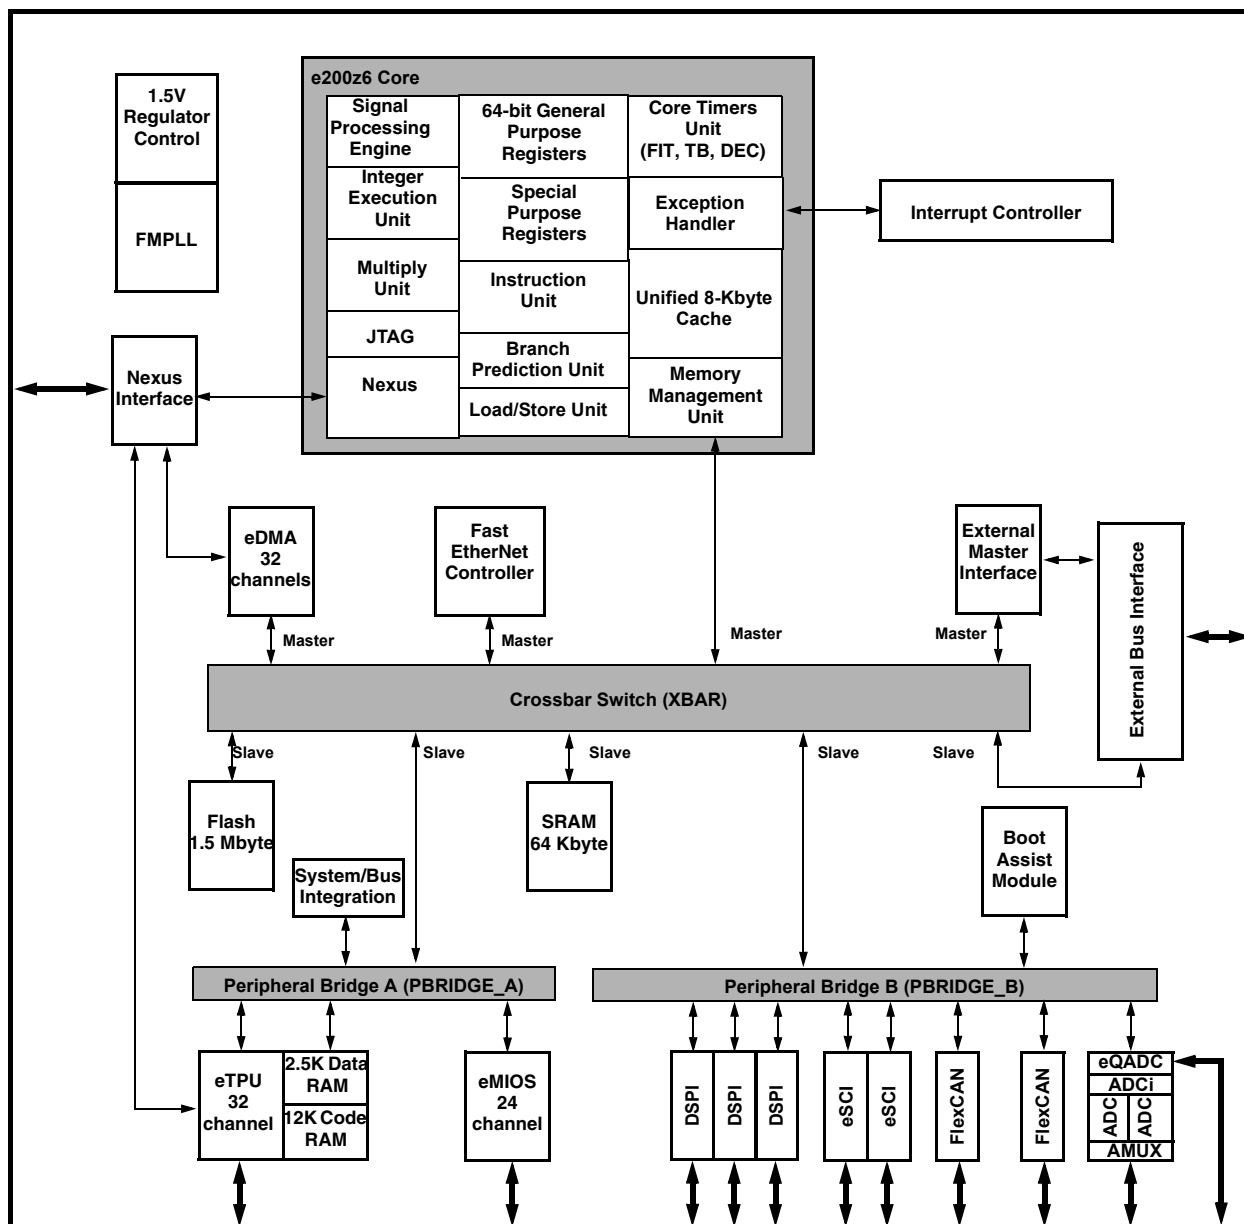 1.5V
Regulator
Control
FMPLL
e200z6 Core
Signal
Processing
Engine
Integer
Execution
Unit
Multiply
Unit
JTAG
Nexus
64-bit General
Purpose
Registers
Special
Purpose
Registers
Instruction
Unit
Branch
Prediction Unit
Load/Store Unit
Core Timers
Unit
(FIT, TB, DEC)
Exception
Handler
Unified 8-Kbyte
Cache
Memory
Management
Unit
Interrupt Controller
Nexus
Interface
eDMA
32
channels
Fast
EtherNet
Controller
External
Master
Interface
External Bus Interface
Master
Master
Master
Master
Crossbar Switch (XBAR)
Slave
Slave
Slave
Slave
Slave
Flash
1.5 Mbyte
SRAM
64 Kbyte
System/Bus
Integration
Boot
Assist
Module
Peripheral Bridge A (PBRIDGE_A)
Peripheral Bridge B (PBRIDGE_B)
eTPU
32
channel
2.5K Data
RAM
12K Code
RAM
eMIOS
24
channel
DSPI
DSPI
DSPI
eSCI
eSCI
FlexCAN
FlexCAN
eQADC
ADCi
ADC
ADC
AMUX